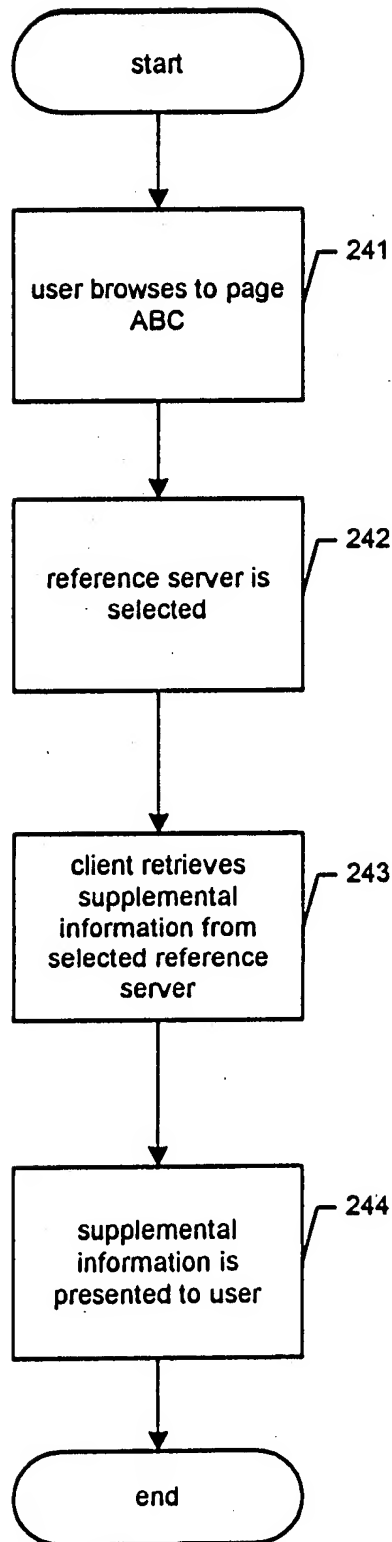 start
241
user browses to page
ABC
242
reference server is
selected
243
client retrieves
supplemental
information from
selected reference
server
244
supplemental
information is
presented to user
end